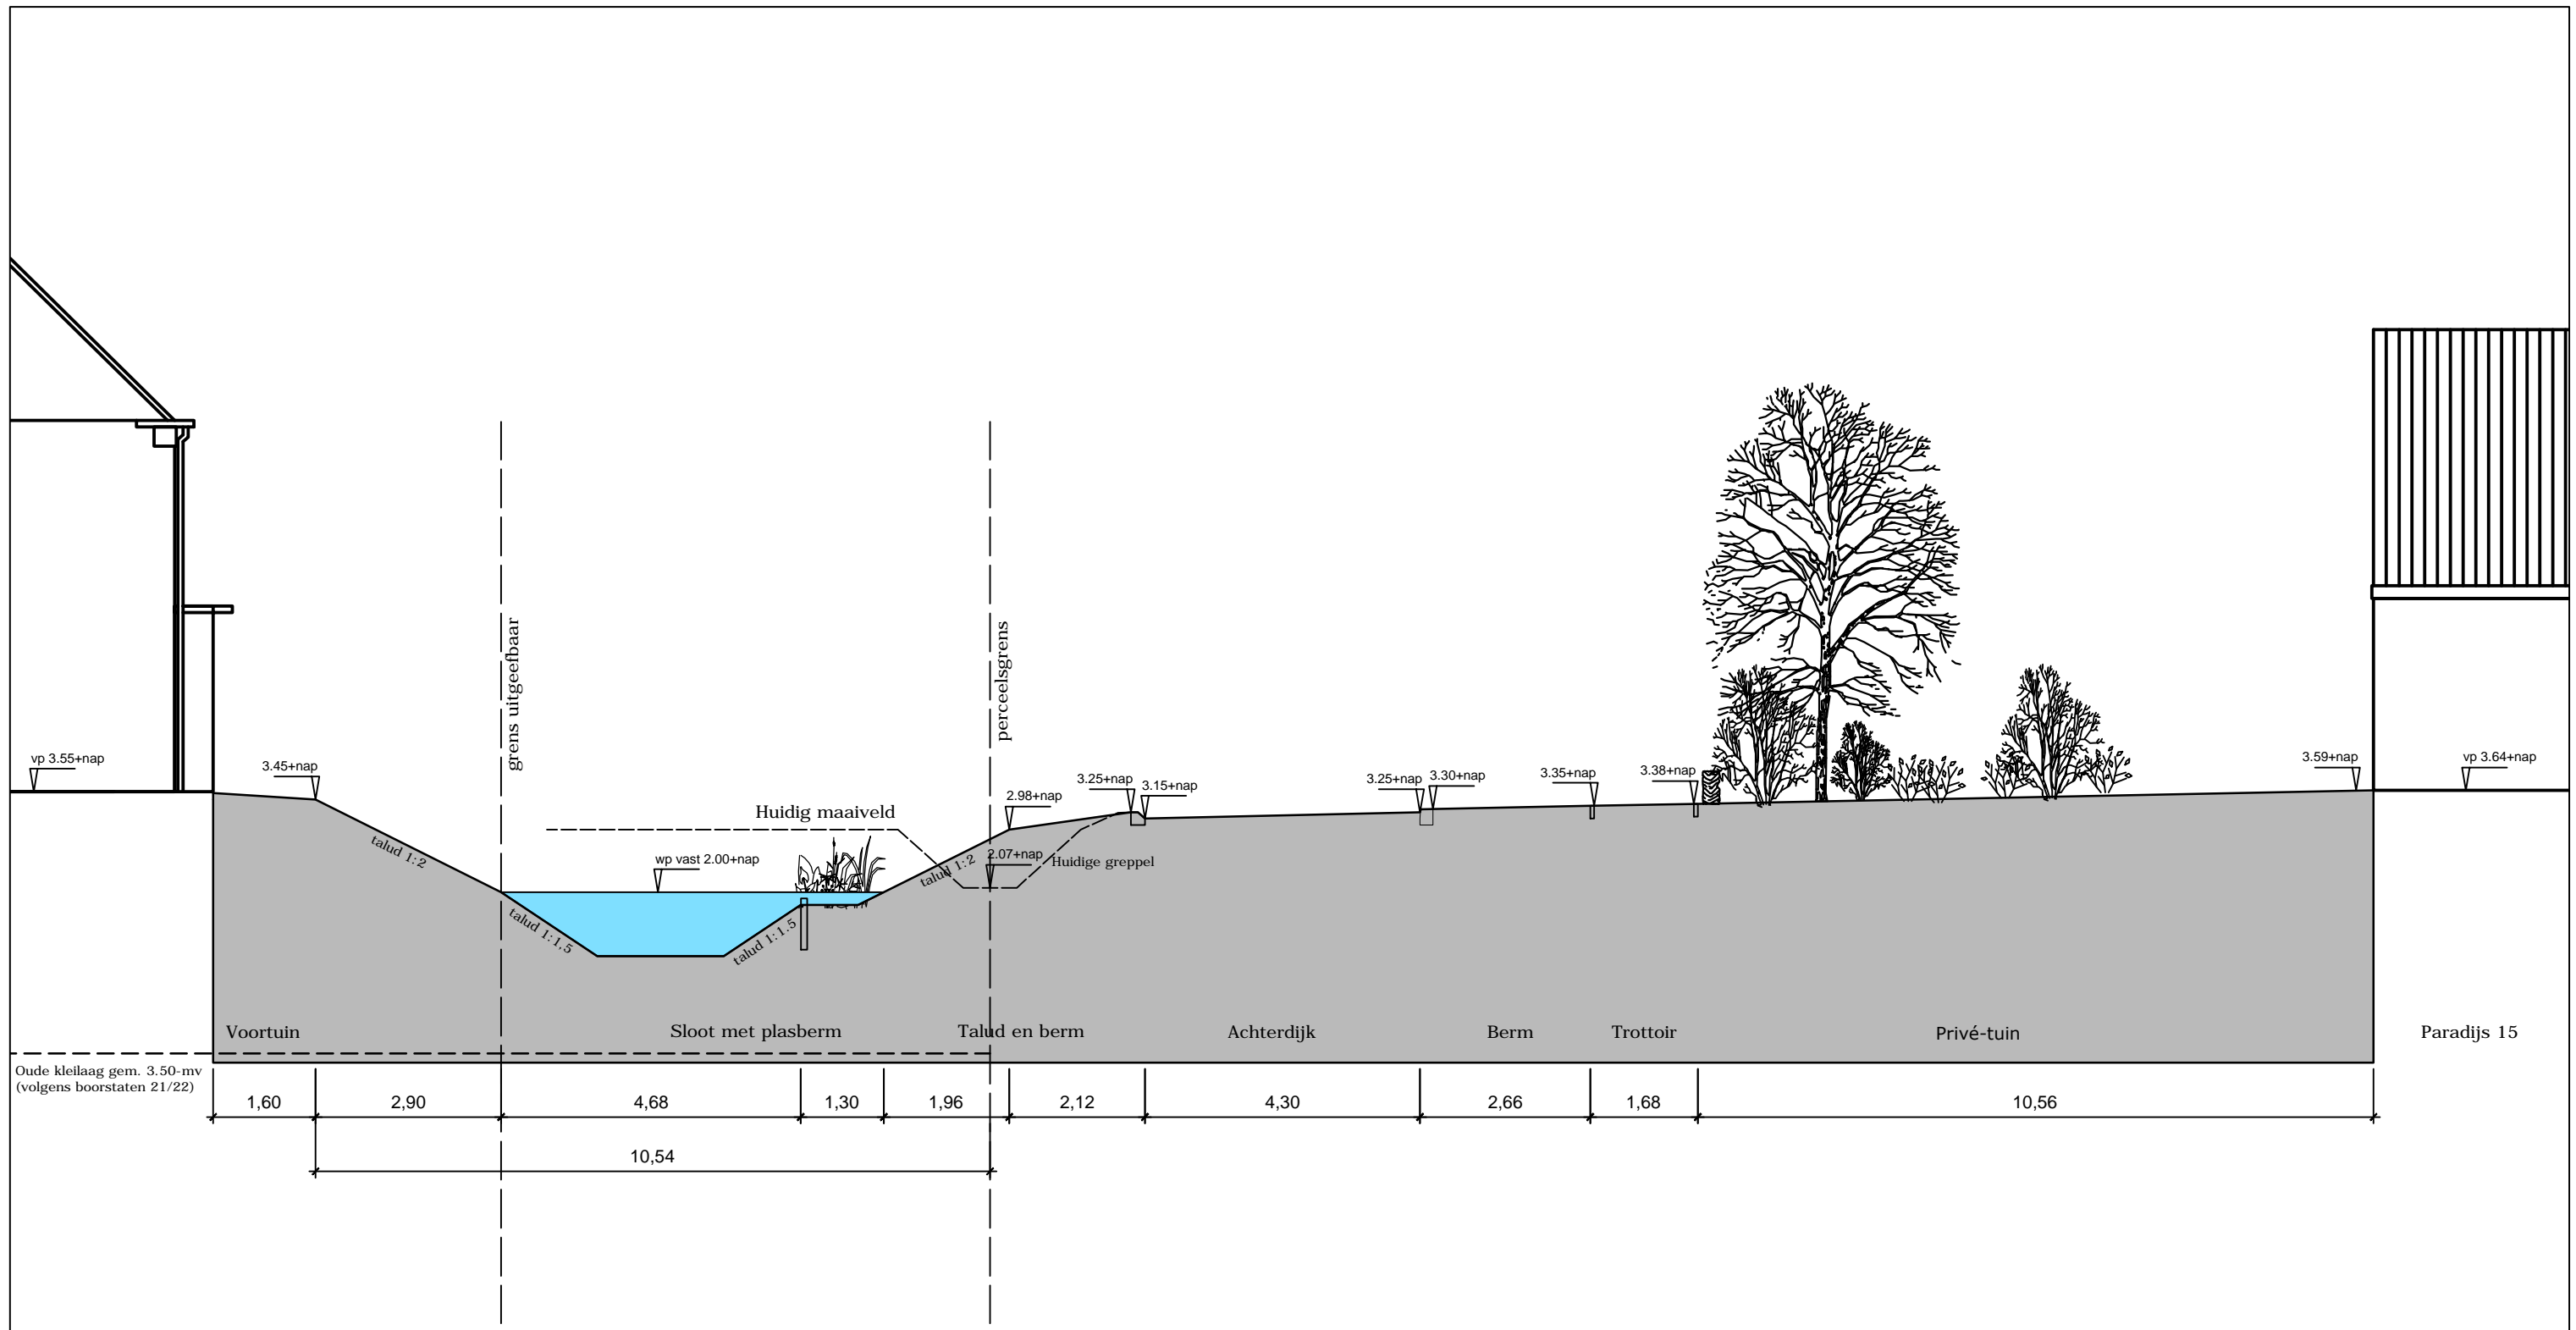 grens uitgeefbaar
perceelsgrens
vp 3.55+nap
3.45+nap
Huidig maaiveld
wp vast 2.00+nap
2.98+nap
3.25+nap
3.15+nap
2.07+nap
Huidige greppel
3.25+nap
3.30+nap
3.35+nap
3.38+nap
3.59+nap
vp 3.64+nap
talud 1:2
talud 1:1,5
talud 1:1.5
talud 1:2
Voortuin
Sloot met plasberm
Talud en berm
Achterdijk
Berm
Trottoir
Privé-tuin
Paradijs 15
Oude kleilaag gem. 3.50-mv
(volgens boorstaten 21/22)
1,60
2,90
4,68
1,30
1,96
2,12
4,30
2,66
1,68
10,56
10,54